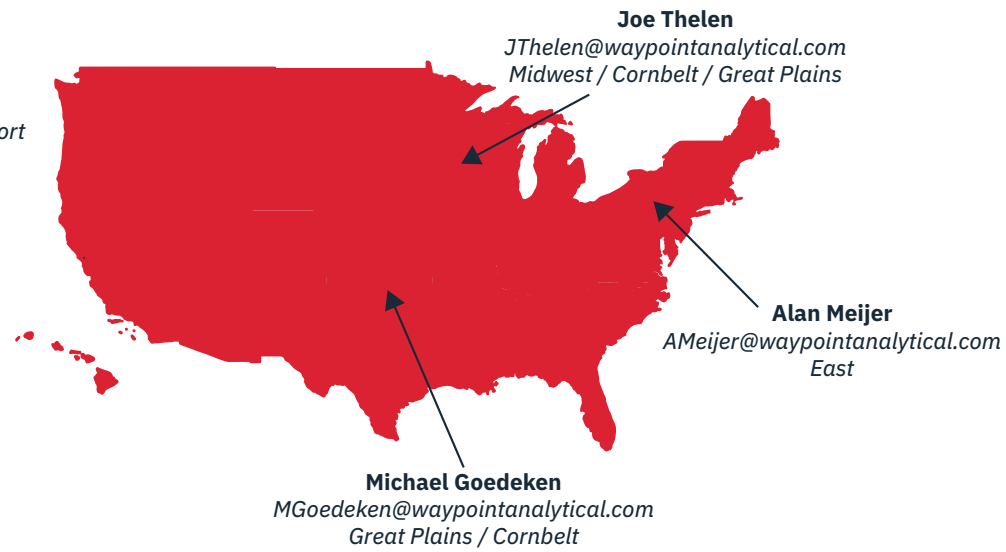 Joe Thelen
JThelen@waypointanalytical.com
Midwest / Cornbelt / Great Plains
ort
Alan Meijer
AMeijer@waypointanalytical.com
East
Michael Goedeken
MGoedeken@waypointanalytical.com
Great Plains / Cornbelt